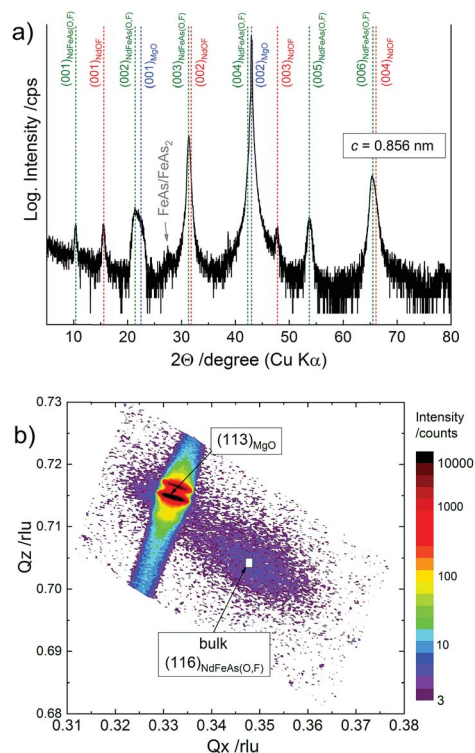 a)
(001)NdFeAs(O,F)
(001)NdOF
(002)NdFeAs(O,F)
(001)MgO
(003)NdFeAs(O,F)
(002)NdOF
(004)NdFeAs(O,F)
(002)MgO
(003)NdOF
(005)NdFeAs(O,F)
(006)NdFeAs(O,F)
(004)NdOF
Log. Intensity /cps
FeAs/FeAs2
c = 0.856 nm
10 20 30 40 50 60 70 80
2Θ /degree (Cu Kα)
b)
0.73
0.72
0.71
0.70
0.69
0.68
Qz /rlu
(113)MgO
bulk
(116)NdFeAs(O,F)
0.31 0.32 0.33 0.34 0.35 0.36 0.37 0.38
Qx /rlu
Intensity
/counts
10000
1000
100
10
3